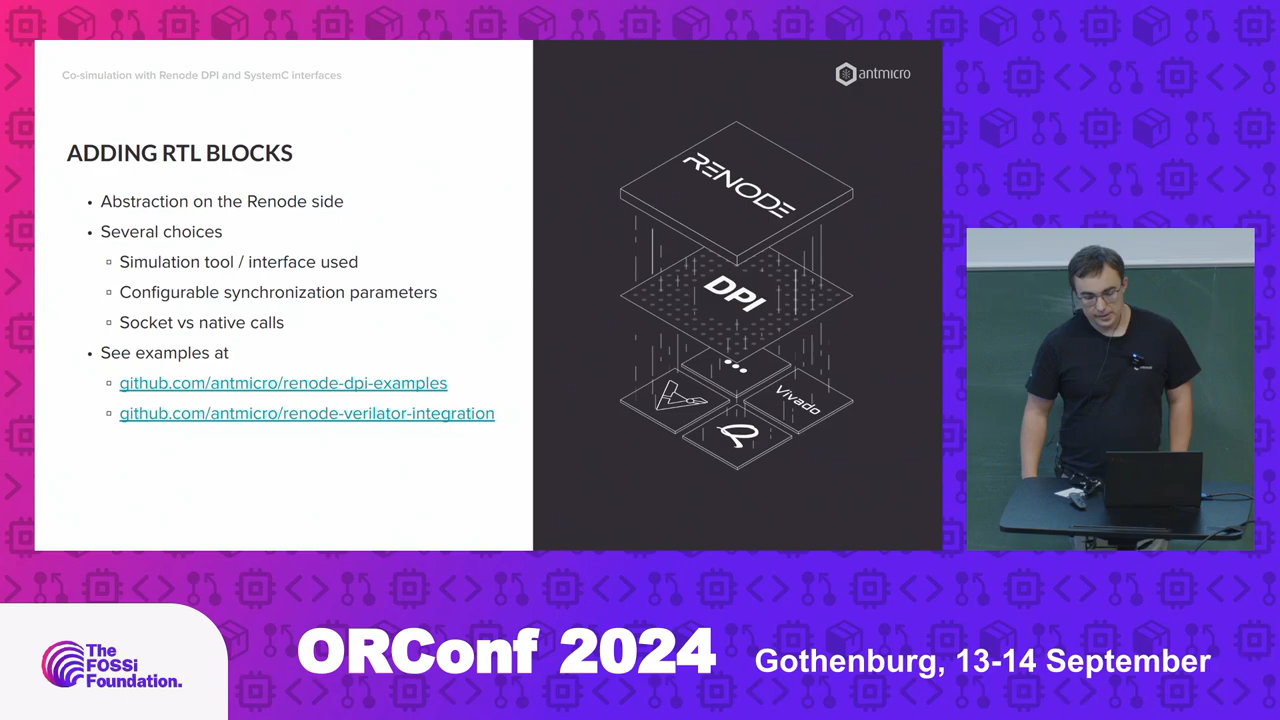 Co-simulation with Renode DPI and SystemC interfaces
antmicro
ADDING RTL BLOCKS
• Abstraction on the Renode side
• Several choices
▫ Simulation tool / interface used
▫ Configurable synchronization parameters
▫ Socket vs native calls
• See examples at
▫ github.com/antmicro/renode-dpi-examples
▫ github.com/antmicro/renode-verilator-integration
RENODE
DPI
Vivado
The
FOSSi
Foundation.
ORConf 2024
Gothenburg, 13-14 September